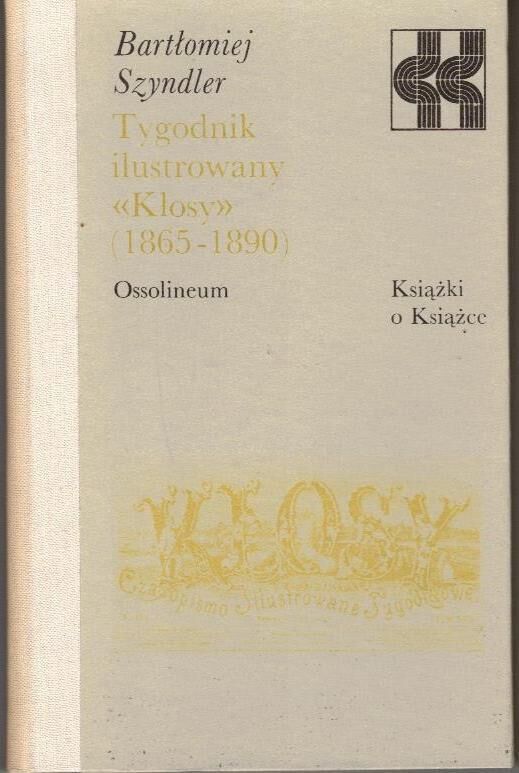 Bartłomiej
Szyndler
Tygodnik
ilustrowany
«Kłosy»
(1865-1890)
Ossolineum
Książki
o Książce
KŁOSY
Czasopismo Illustrowane Tygodniowe.